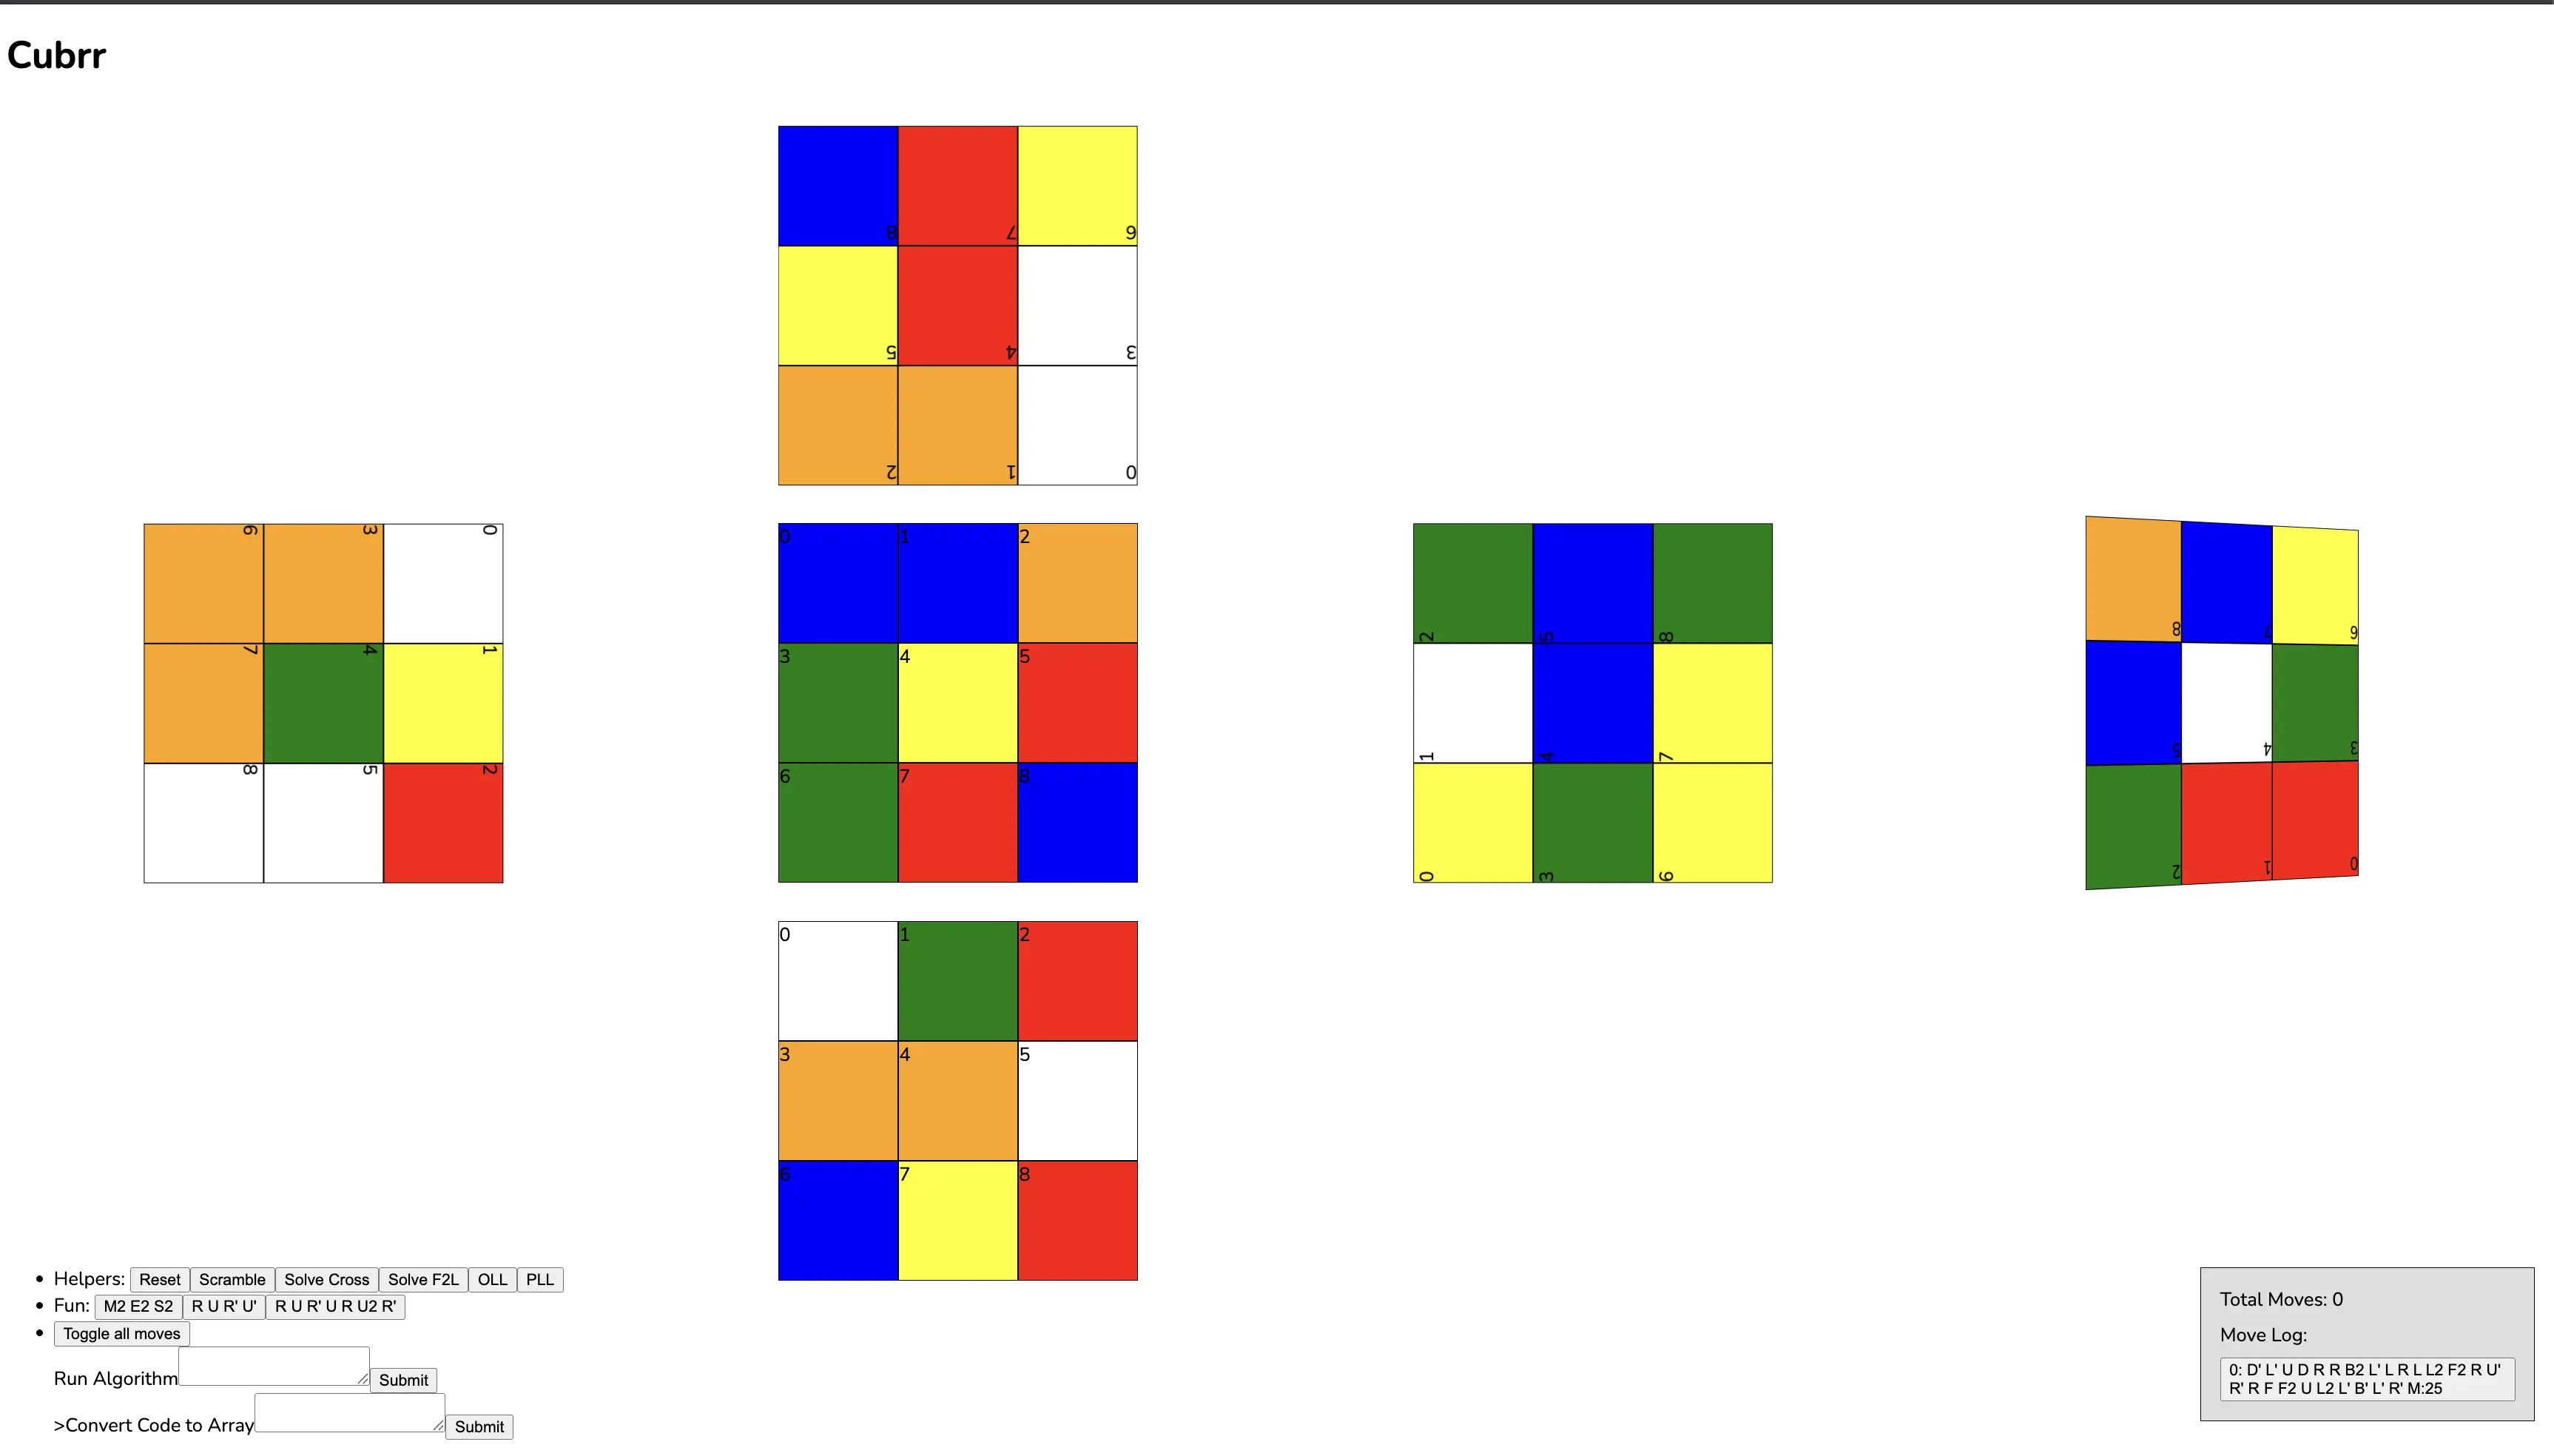 Cubrr
8 7 6
5 4 3
2 1 0
6 3 0
7 4 1
8 5 2
0 1 2
3 4 5
6 7 8
2 5 8
1 4 7
0 3 6
8 7 6
5 4 3
2 1 0
0 1 2
3 4 5
6 7 8
Helpers: Reset Scramble Solve Cross Solve F2L OLL PLL
Fun: M2 E2 S2 R U R' U' R U R' U R U2 R'
Toggle all moves
Run Algorithm Submit
>Convert Code to Array Submit
Total Moves: 0
Move Log:
0: D' L' U D R R B2 L' L R L L2 F2 R U'
R' R F F2 U L2 L' B' L' R' M:25